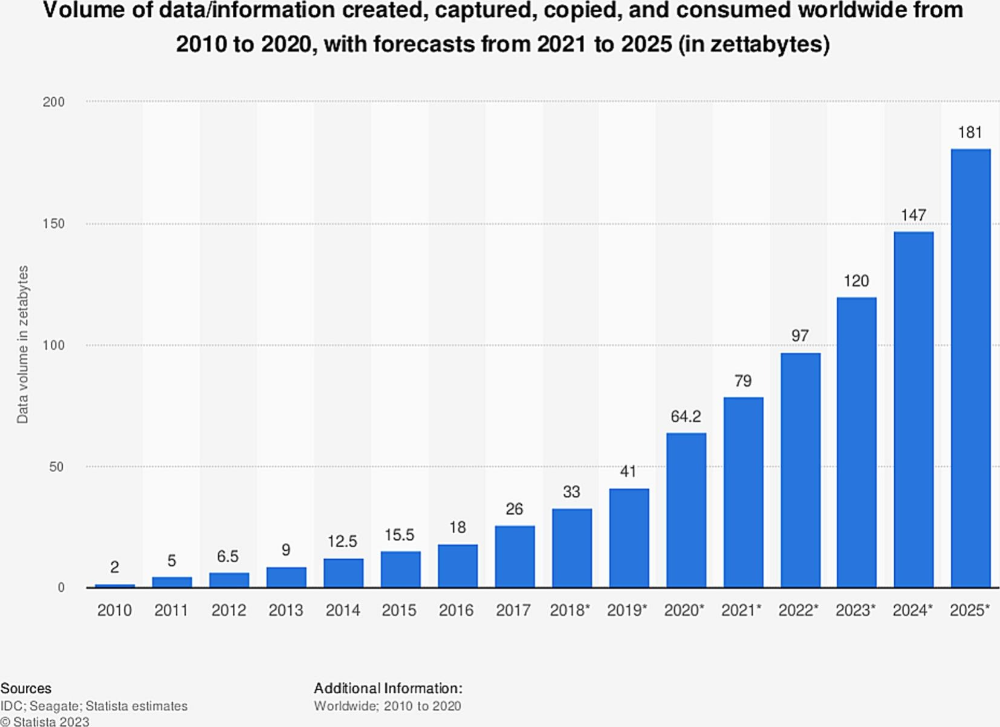 Volume of data/information created, captured, copied, and consumed worldwide from
2010 to 2020, with forecasts from 2021 to 2025 (in zettabytes)
Data volume in zetabytes
200
150
100
50
0
2
5
6.5
9
12.5
15.5
18
26
33
41
64.2
79
97
120
147
181
2010 2011 2012 2013 2014 2015 2016 2017 2018* 2019* 2020* 2021* 2022* 2023* 2024* 2025*
Sources
IDC; Seagate; Statista estimates
© Statista 2023
Additional Information:
Worldwide; 2010 to 2020